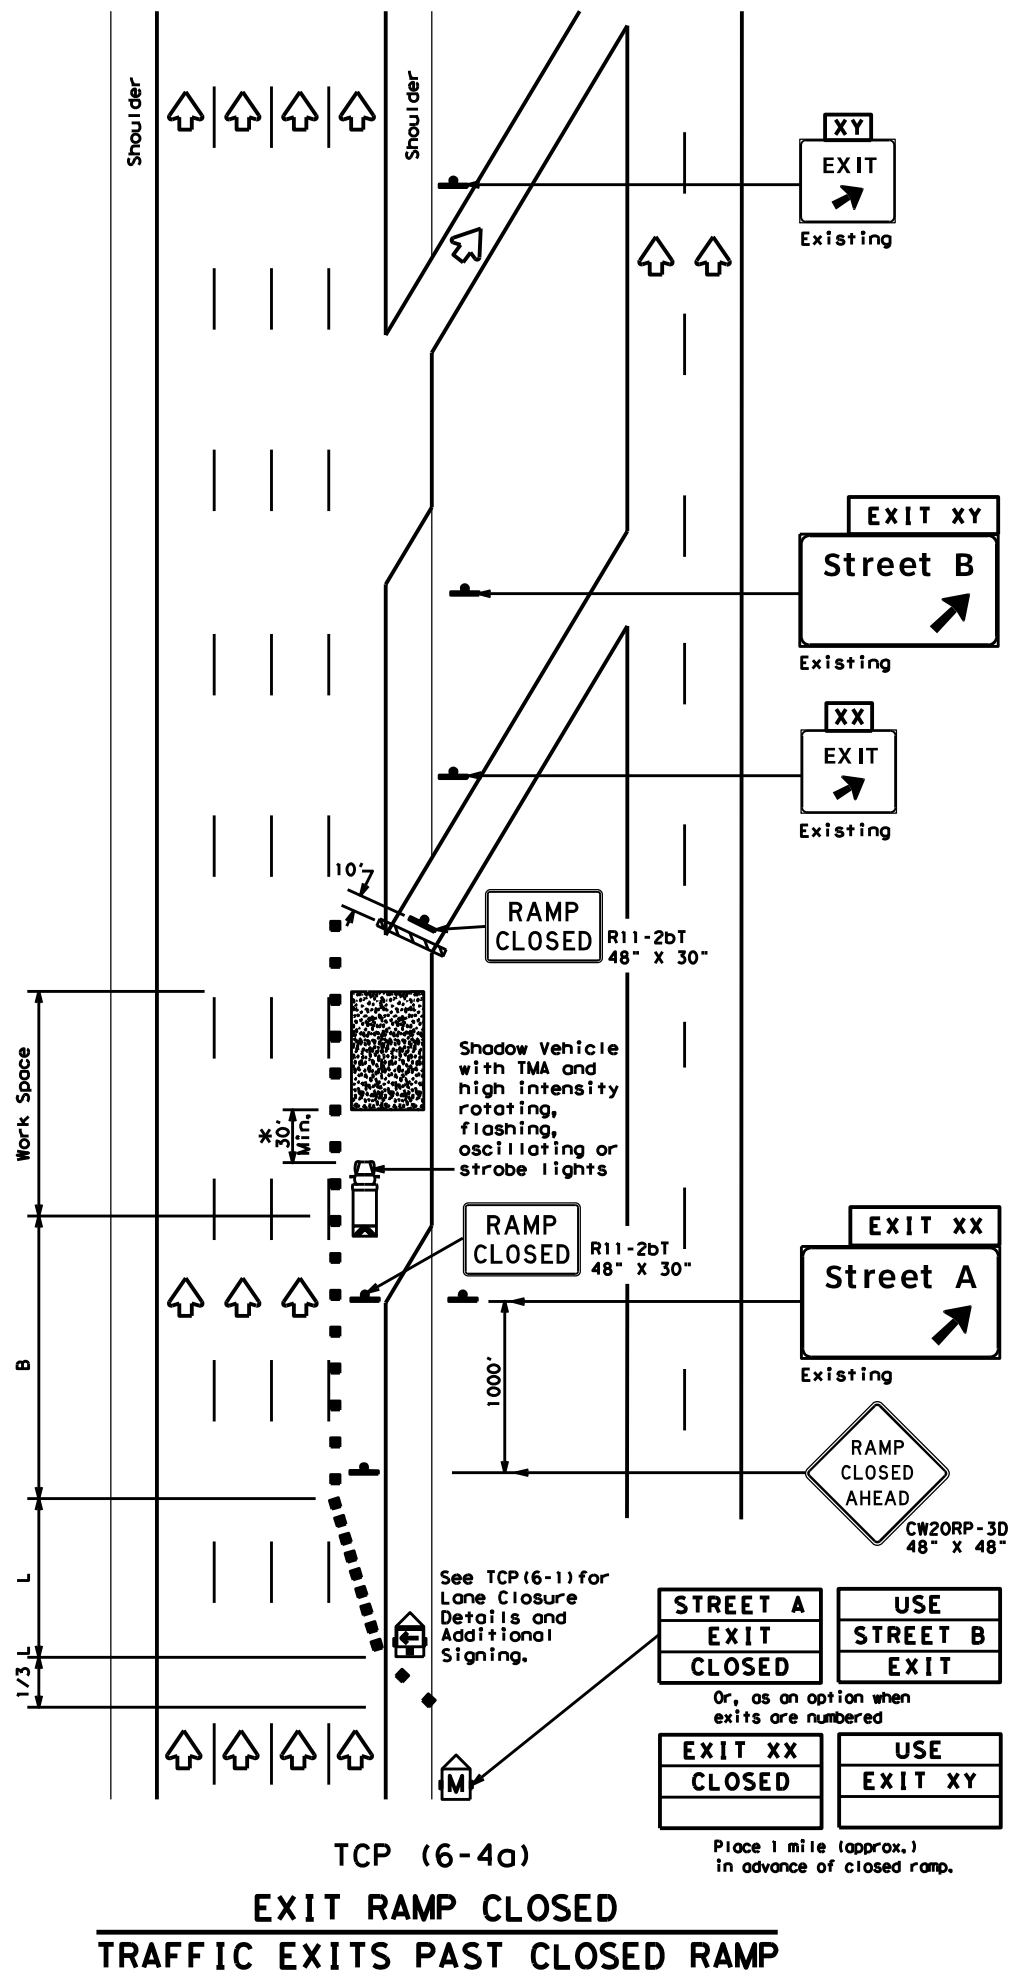 Shoulder
Shoulder
XY
EXIT
Existing
EXIT XY
Street B
Existing
XX
EXIT
Existing
10'
RAMP
CLOSED
R11-2bT
48" X 30"
Work Space
*
30'
Min.
Shadow Vehicle
with TMA and
high intensity
rotating,
flashing,
oscillating or
strobe lights
RAMP
CLOSED
R11-2bT
48" X 30"
EXIT XX
Street A
Existing
B
1000'
RAMP
CLOSED
AHEAD
CW20RP-3D
48" X 48"
L
See TCP(6-1)for
Lane Closure
Details and
Additional
Signing.
1/3 L
STREET A
EXIT
CLOSED
USE
STREET B
EXIT
Or, as an option when
exits are numbered
EXIT XX
CLOSED
USE
EXIT XY
M
Place 1 mile (approx.)
in advance of closed ramp.
TCP (6-4a)
EXIT RAMP CLOSED
TRAFFIC EXITS PAST CLOSED RAMP